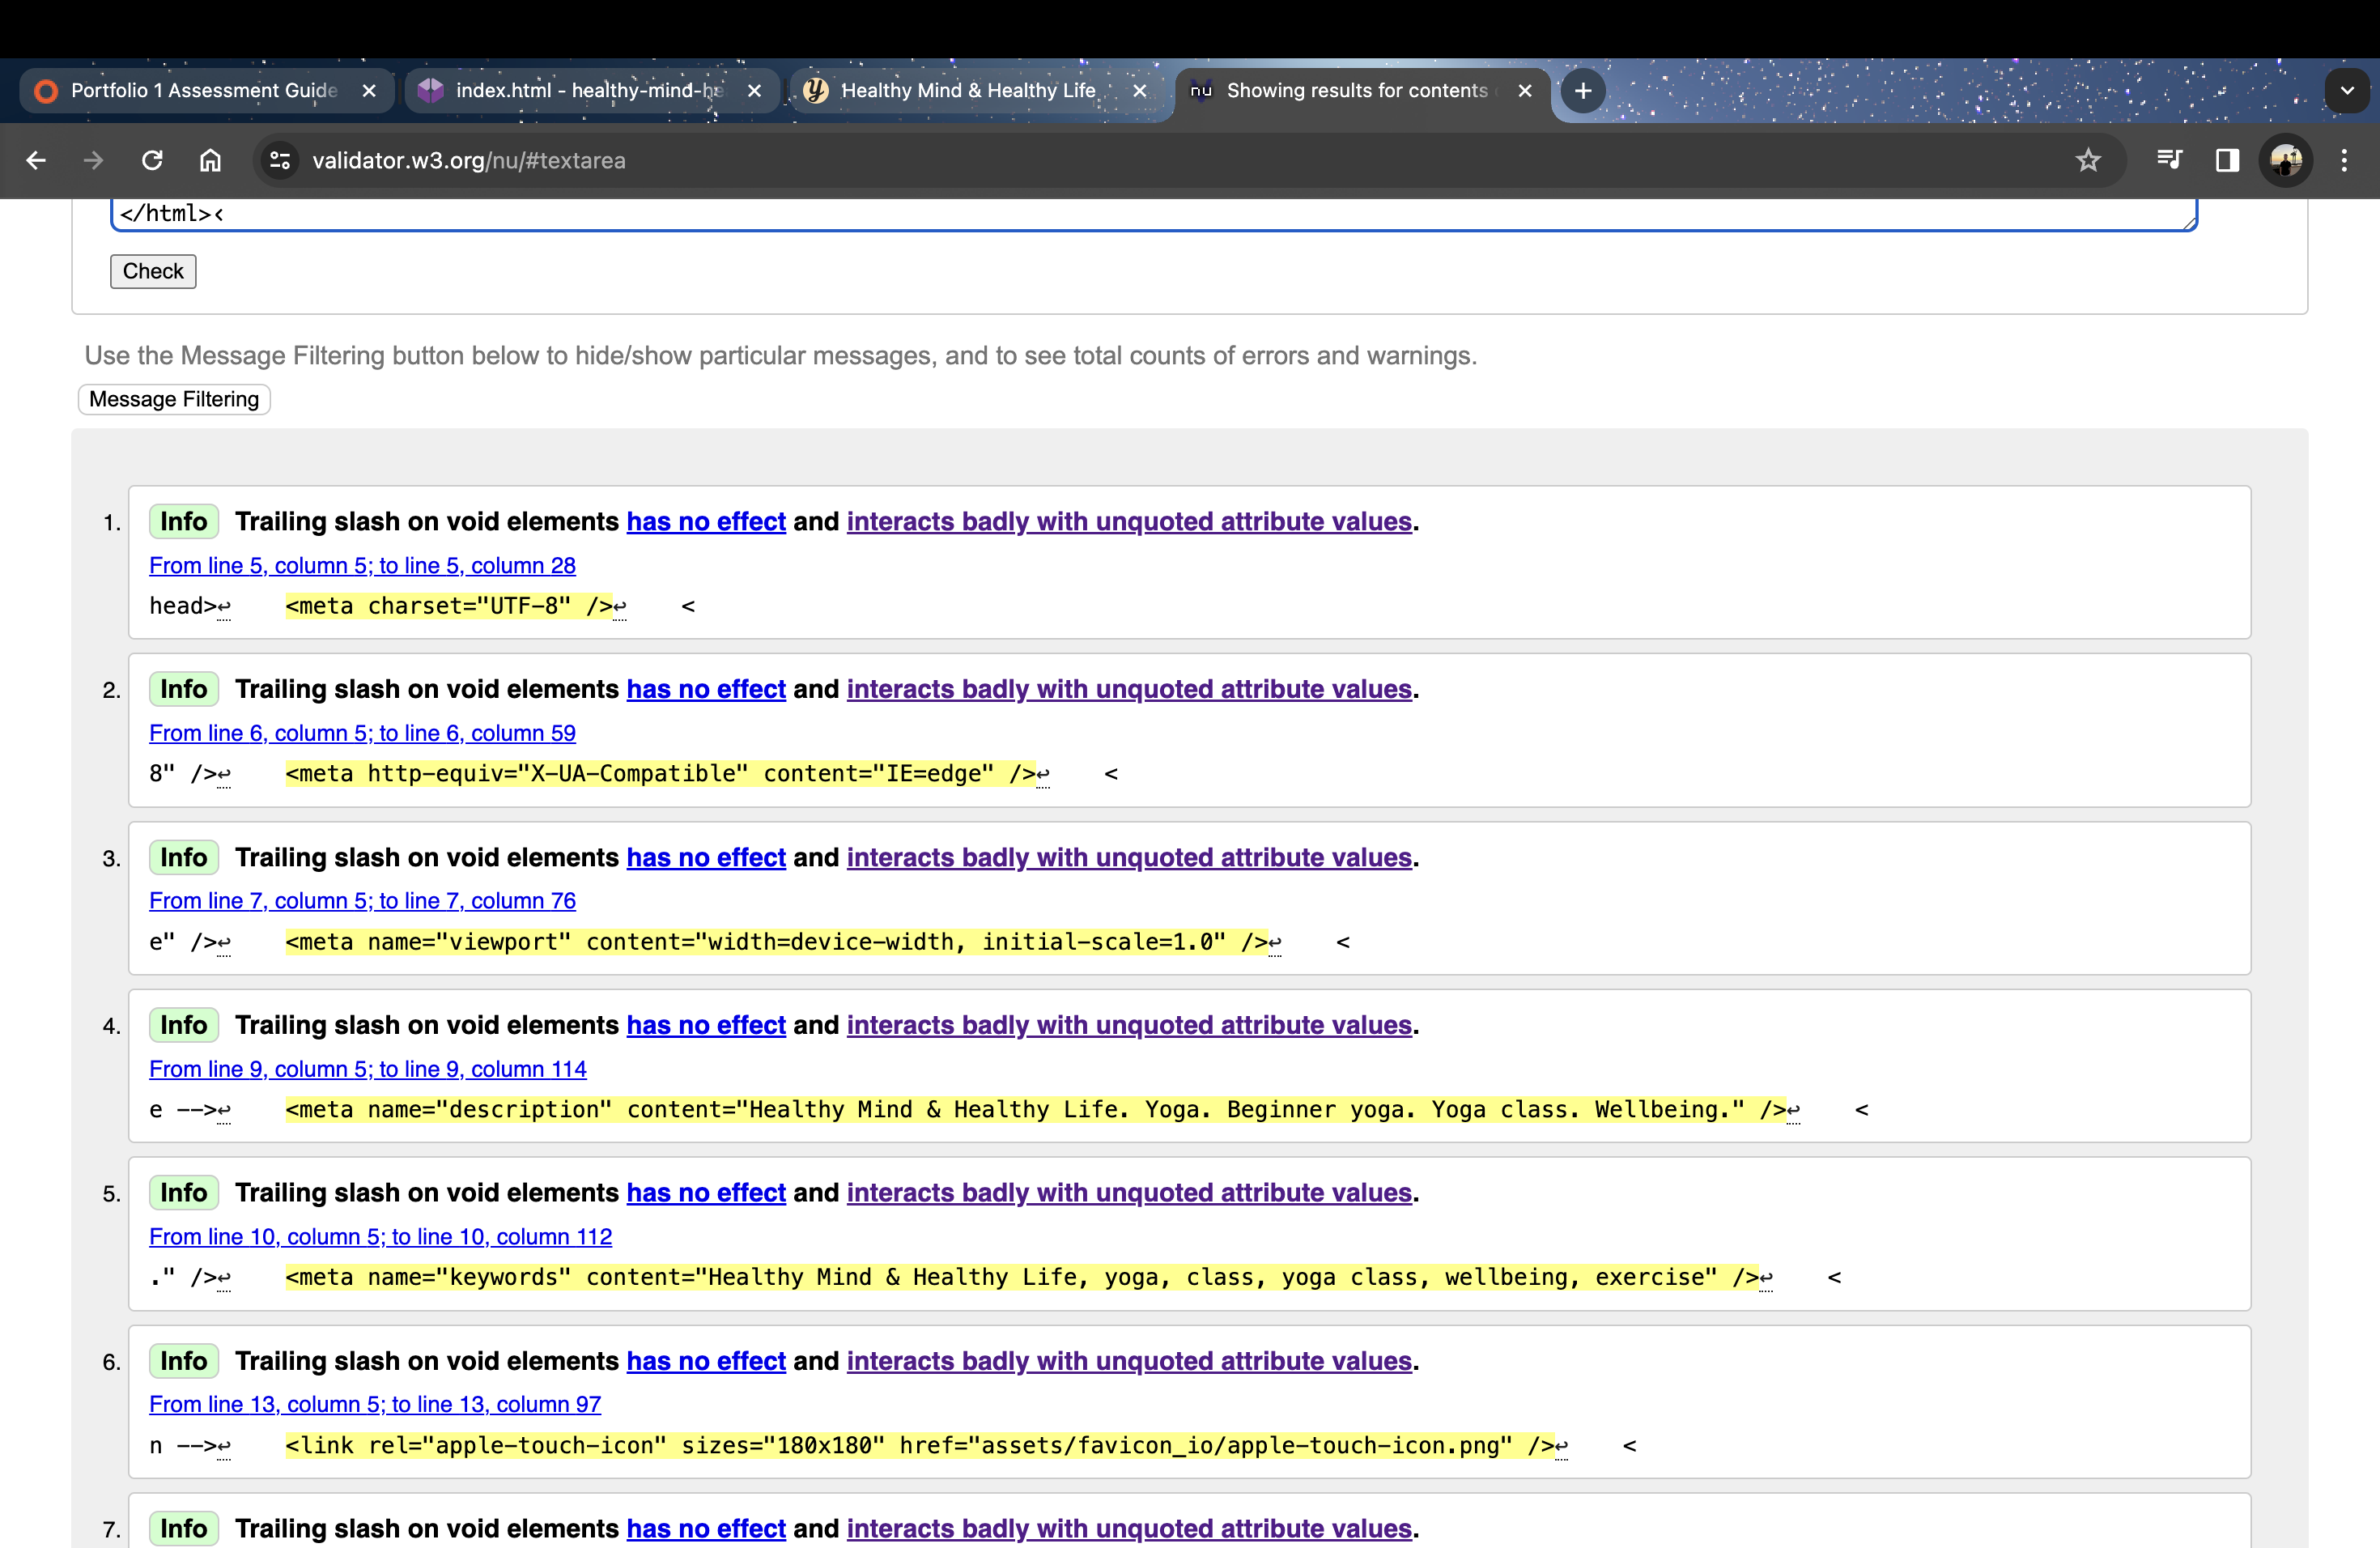 Portfolio 1 Assessment Guide
index.html - healthy-mind-he
Healthy Mind & Healthy Life
nu Showing results for contents
validator.w3.org/nu/#textarea
</html><
Check
Use the Message Filtering button below to hide/show particular messages, and to see total counts of errors and warnings.
Message Filtering
1. Info Trailing slash on void elements has no effect and interacts badly with unquoted attribute values.
From line 5, column 5; to line 5, column 28
head>↩ <meta charset="UTF-8" />↩ <
2. Info Trailing slash on void elements has no effect and interacts badly with unquoted attribute values.
From line 6, column 5; to line 6, column 59
8" />↩ <meta http-equiv="X-UA-Compatible" content="IE=edge" />↩ <
3. Info Trailing slash on void elements has no effect and interacts badly with unquoted attribute values.
From line 7, column 5; to line 7, column 76
e" />↩ <meta name="viewport" content="width=device-width, initial-scale=1.0" />↩ <
4. Info Trailing slash on void elements has no effect and interacts badly with unquoted attribute values.
From line 9, column 5; to line 9, column 114
e -->↩ <meta name="description" content="Healthy Mind & Healthy Life. Yoga. Beginner yoga. Yoga class. Wellbeing." />↩ <
5. Info Trailing slash on void elements has no effect and interacts badly with unquoted attribute values.
From line 10, column 5; to line 10, column 112
." />↩ <meta name="keywords" content="Healthy Mind & Healthy Life, yoga, class, yoga class, wellbeing, exercise" />↩ <
6. Info Trailing slash on void elements has no effect and interacts badly with unquoted attribute values.
From line 13, column 5; to line 13, column 97
n -->↩ <link rel="apple-touch-icon" sizes="180x180" href="assets/favicon_io/apple-touch-icon.png" />↩ <
7. Info Trailing slash on void elements has no effect and interacts badly with unquoted attribute values.